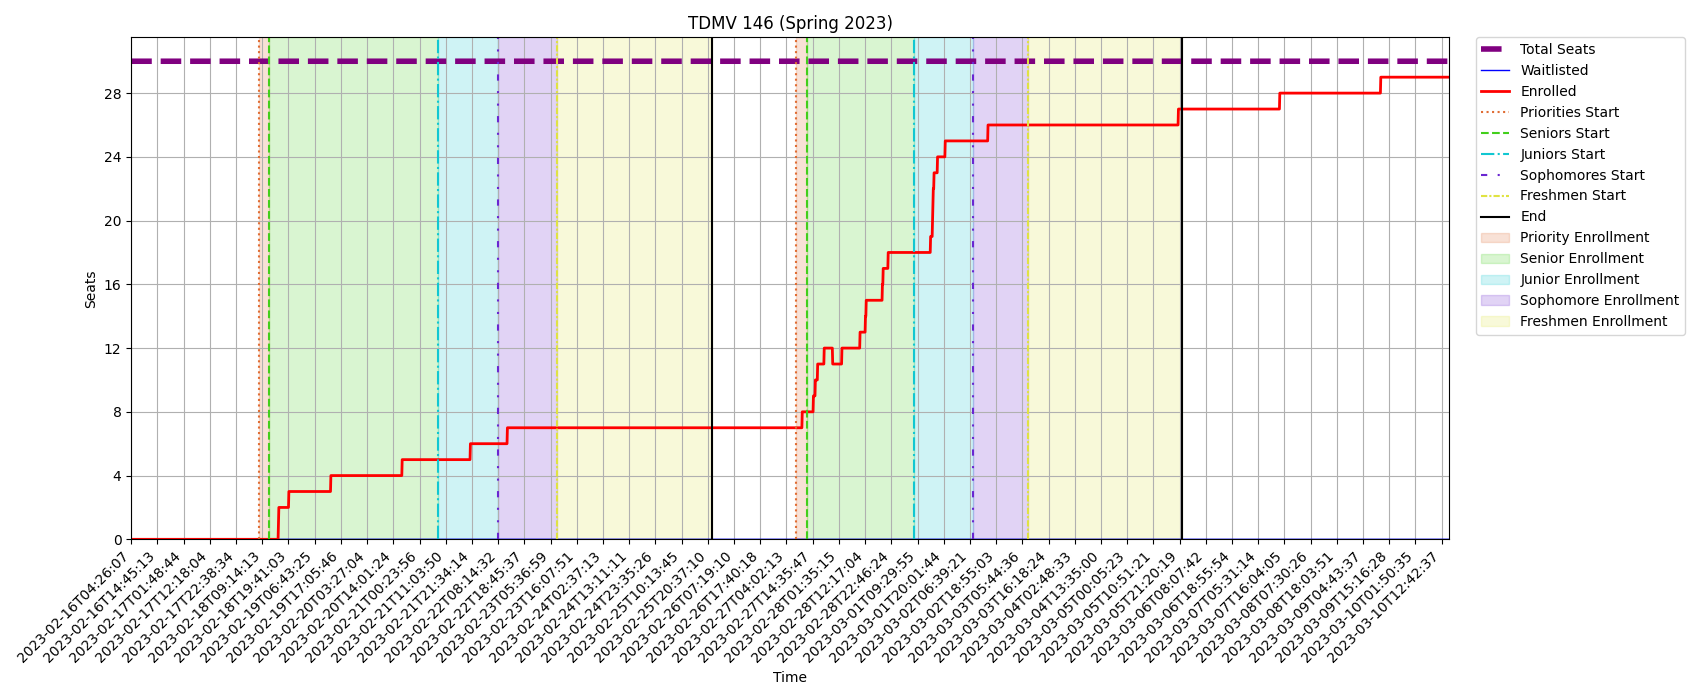 TDMV 146 (Spring 2023)
Total Seats
Waitlisted
Enrolled
Priorities Start
Seniors Start
Juniors Start
Sophomores Start
Freshmen Start
End
Priority Enrollment
Senior Enrollment
Junior Enrollment
Sophomore Enrollment
Freshmen Enrollment
Seats
28
24
20
16
12
8
4
0
2023-02-16T04:26:07
2023-02-16T14:45:13
2023-02-17T01:48:44
2023-02-17T12:18:04
2023-02-17T22:38:34
2023-02-18T09:14:13
2023-02-18T19:41:03
2023-02-19T06:43:25
2023-02-19T17:05:46
2023-02-20T03:27:04
2023-02-20T14:01:24
2023-02-21T00:23:56
2023-02-21T11:03:50
2023-02-21T21:34:14
2023-02-22T08:14:32
2023-02-22T18:45:37
2023-02-23T05:36:59
2023-02-23T16:07:51
2023-02-24T02:37:13
2023-02-24T13:11:11
2023-02-24T23:35:26
2023-02-25T10:13:45
2023-02-25T20:37:10
2023-02-26T07:19:10
2023-02-26T17:40:18
2023-02-27T04:02:13
2023-02-27T14:35:47
2023-02-28T01:35:15
2023-02-28T12:17:04
2023-02-28T22:46:24
2023-03-01T09:29:55
2023-03-01T20:01:44
2023-03-02T06:39:21
2023-03-02T18:55:03
2023-03-03T05:44:36
2023-03-03T16:18:24
2023-03-04T02:48:33
2023-03-04T13:35:00
2023-03-05T00:05:23
2023-03-05T10:51:21
2023-03-05T21:20:19
2023-03-06T08:07:42
2023-03-06T18:55:54
2023-03-07T05:31:14
2023-03-07T16:04:05
2023-03-08T07:30:26
2023-03-08T18:03:51
2023-03-09T04:43:37
2023-03-09T15:16:28
2023-03-10T01:50:35
2023-03-10T12:42:37
Time